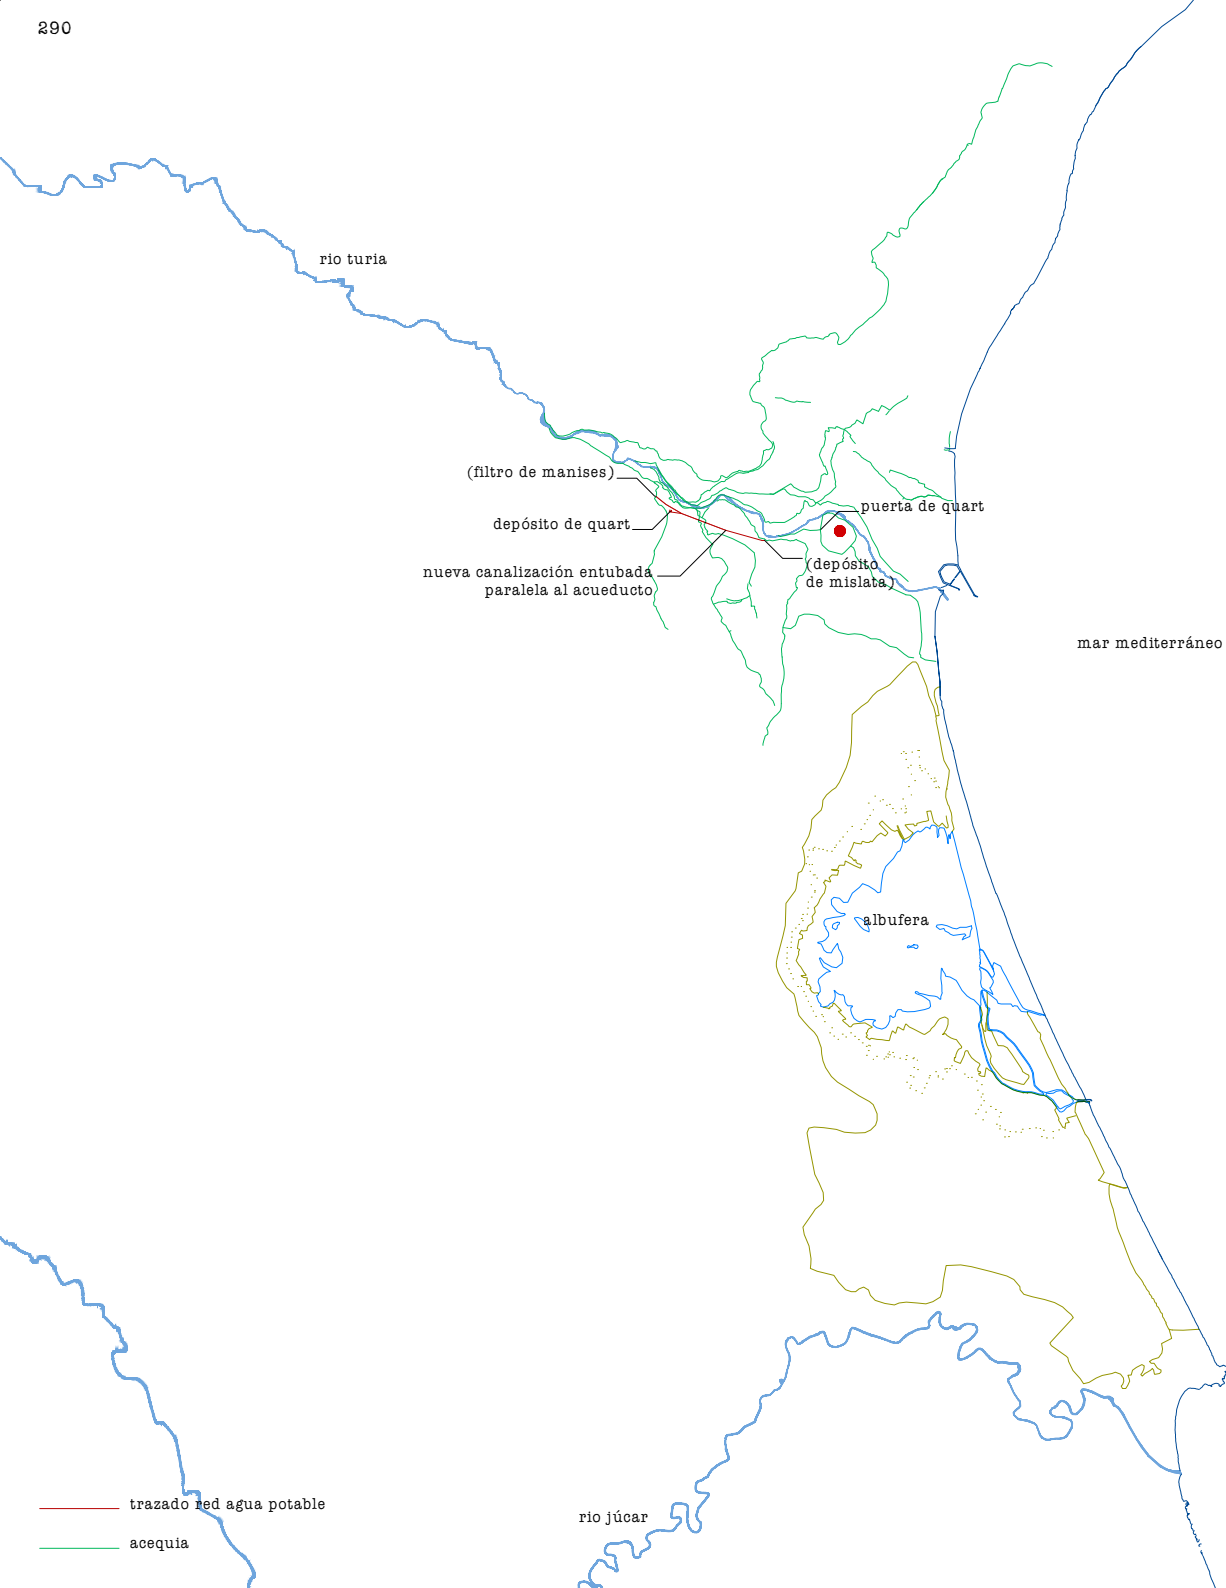 290
rio turia
(filtro de manises)
puerta de quart
depósito de quart
(depósito
de mislata)
nueva canalización entubada
paralela al acueducto
mar mediterráneo
albufera
trazado red agua potable
rio júcar
acequia